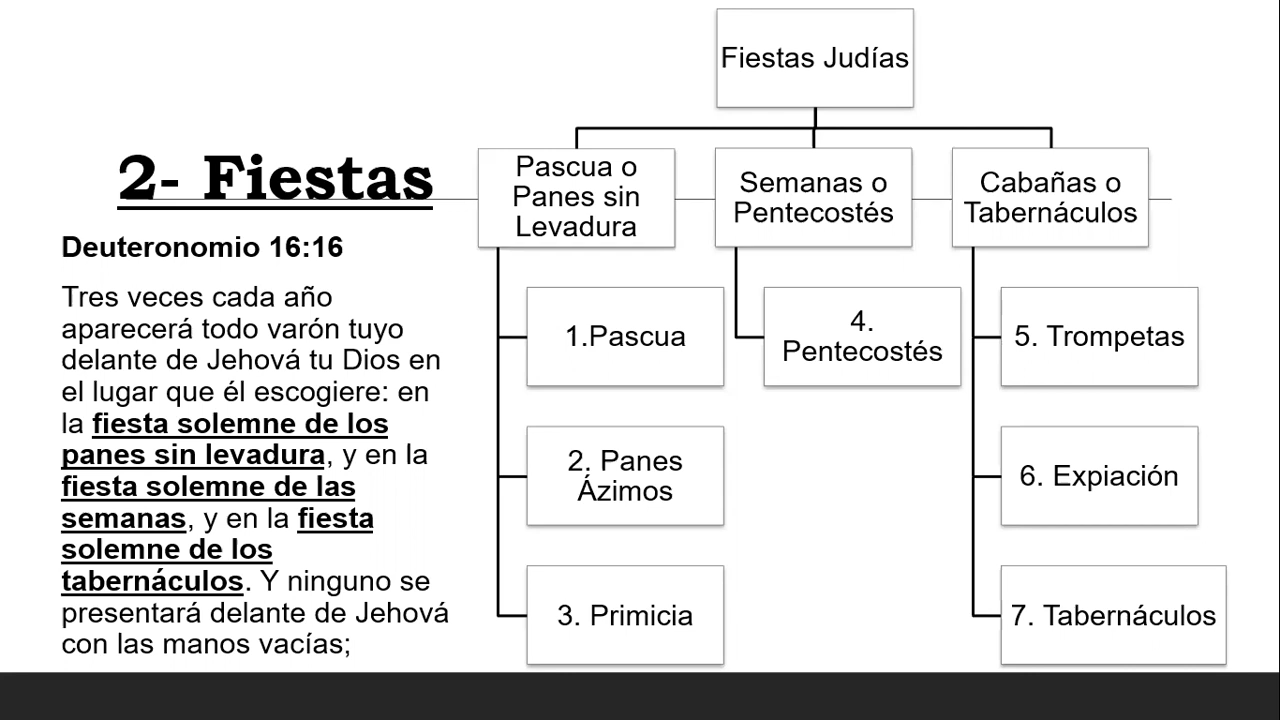 2- Fiestas
Deuteronomio 16:16
Tres veces cada año
aparecerá todo varón tuyo
delante de Jehová tu Dios en
el lugar que él escogiere: en
la fiesta solemne de los
panes sin levadura, y en la
fiesta solemne de las
semanas, y en la fiesta
solemne de los
tabernáculos. Y ninguno se
presentará delante de Jehová
con las manos vacías;
Fiestas Judías
Pascua o
Panes sin
Levadura
1.Pascua
2. Panes
Ázimos
3. Primicia
Semanas o
Pentecostés
4.
Pentecostés
Cabañas o
Tabernáculos
5. Trompetas
6. Expiación
7. Tabernáculos